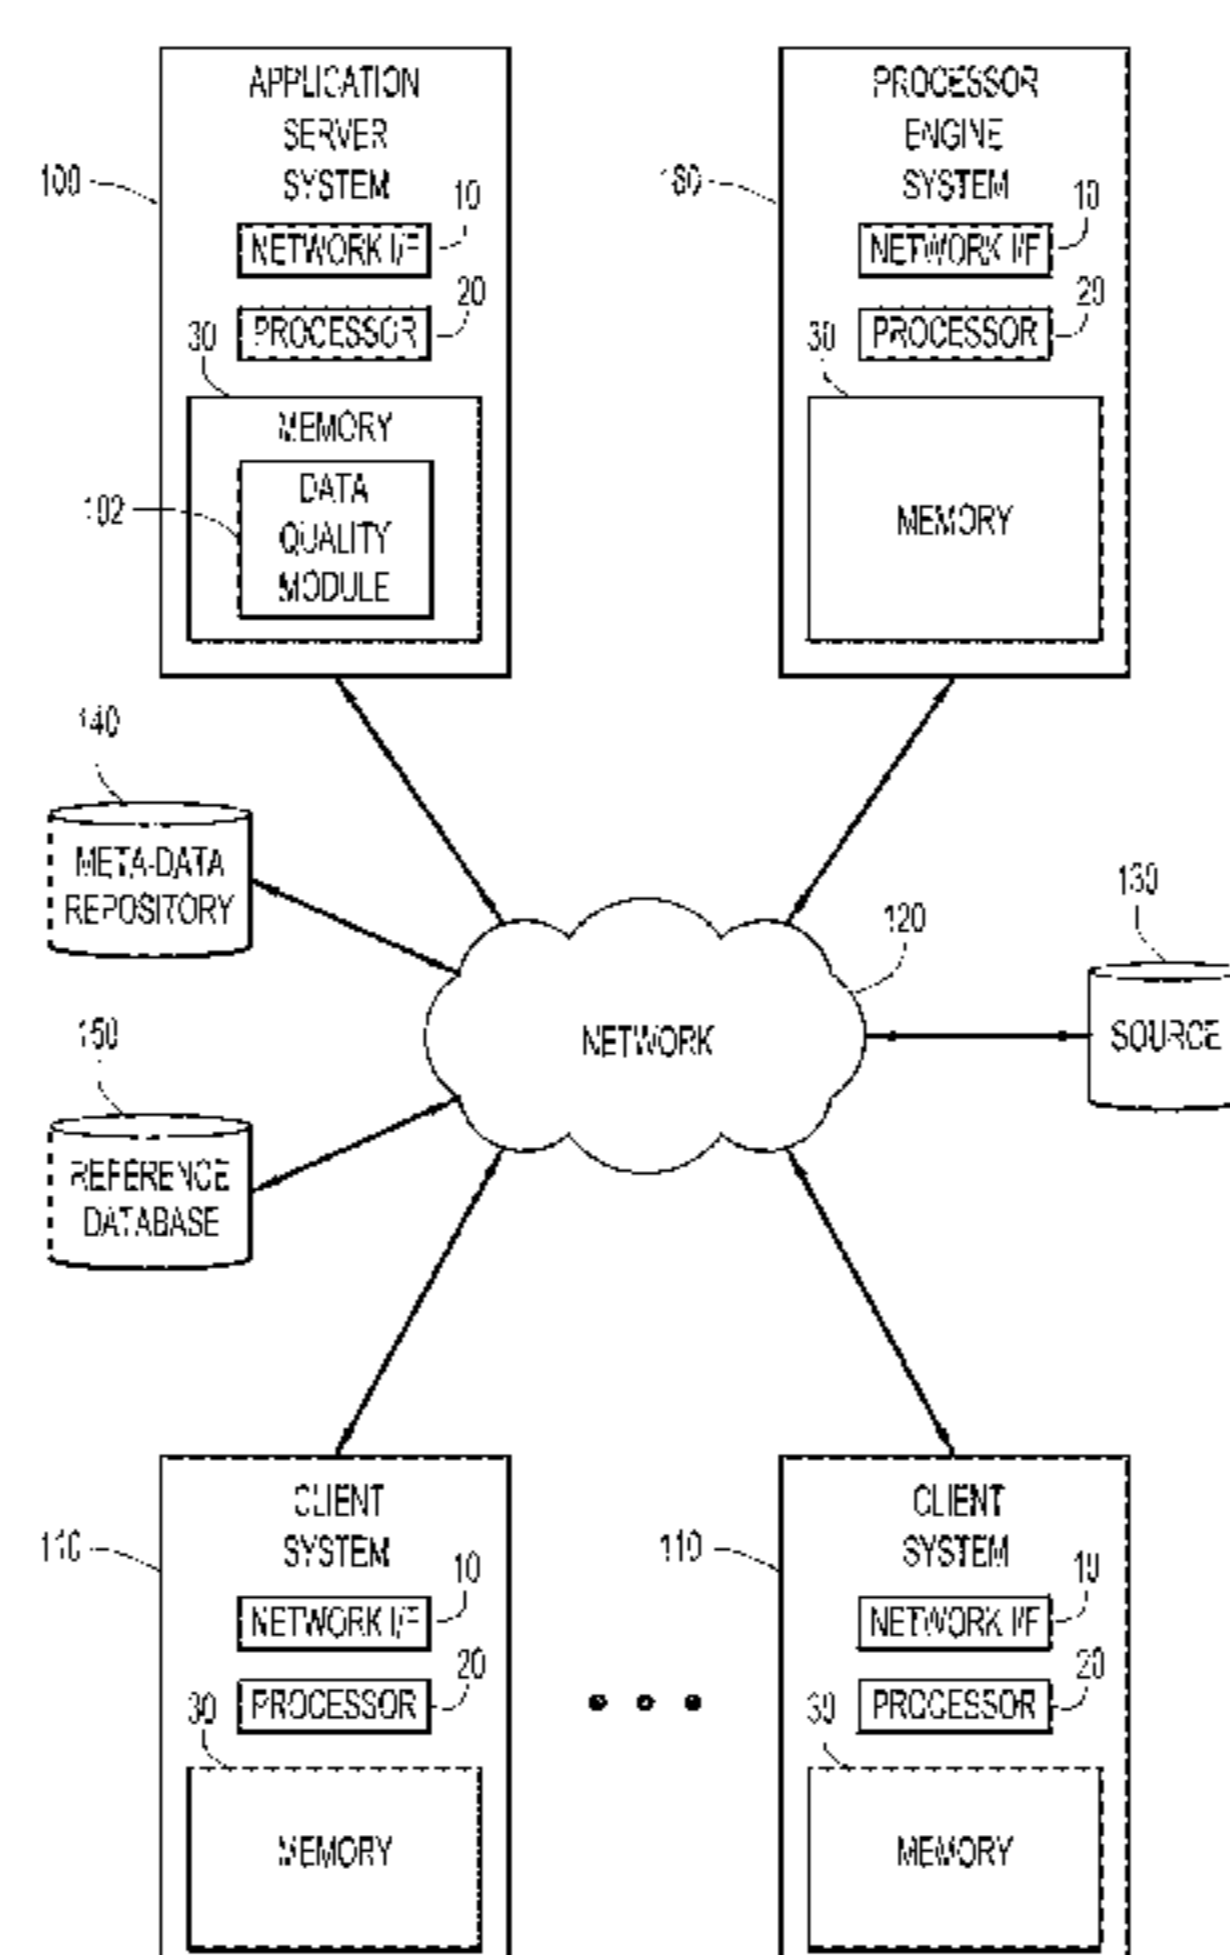 APPLICATION
SERVER
SYSTEM
100
10
NETWORK I/F
20
PROCESSOR
30
MEMORY
102
DATA
QUALITY
MODULE
PROCESSOR
ENGINE
SYSTEM
10
NETWORK I/F
20
PROCESSOR
30
MEMORY
140
META-DATA
REPOSITORY
150
REFERENCE
DATABASE
NETWORK
120
SOURCE
CLIENT
SYSTEM
110
10
NETWORK I/F
20
PROCESSOR
30
MEMORY
CLIENT
SYSTEM
110
10
NETWORK I/F
20
PROCESSOR
30
MEMORY